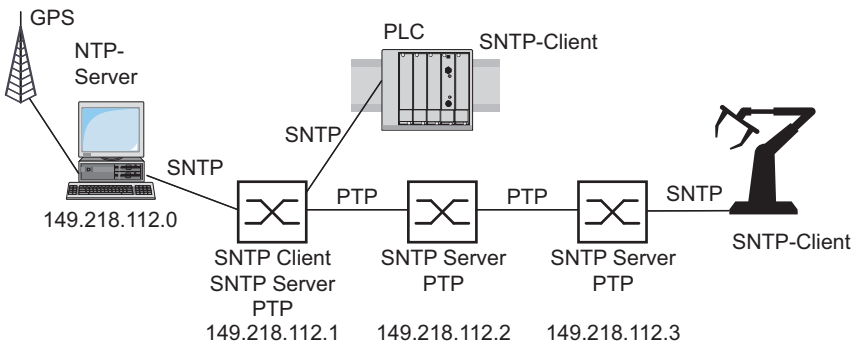 GPS
NTP-
Server
SNTP
149.218.112.0
PLC
SNTP-Client
SNTP
PTP
PTP
SNTP
SNTP-Client
SNTP Client
SNTP Server
PTP
149.218.112.1
SNTP Server
PTP
149.218.112.2
SNTP Server
PTP
149.218.112.3